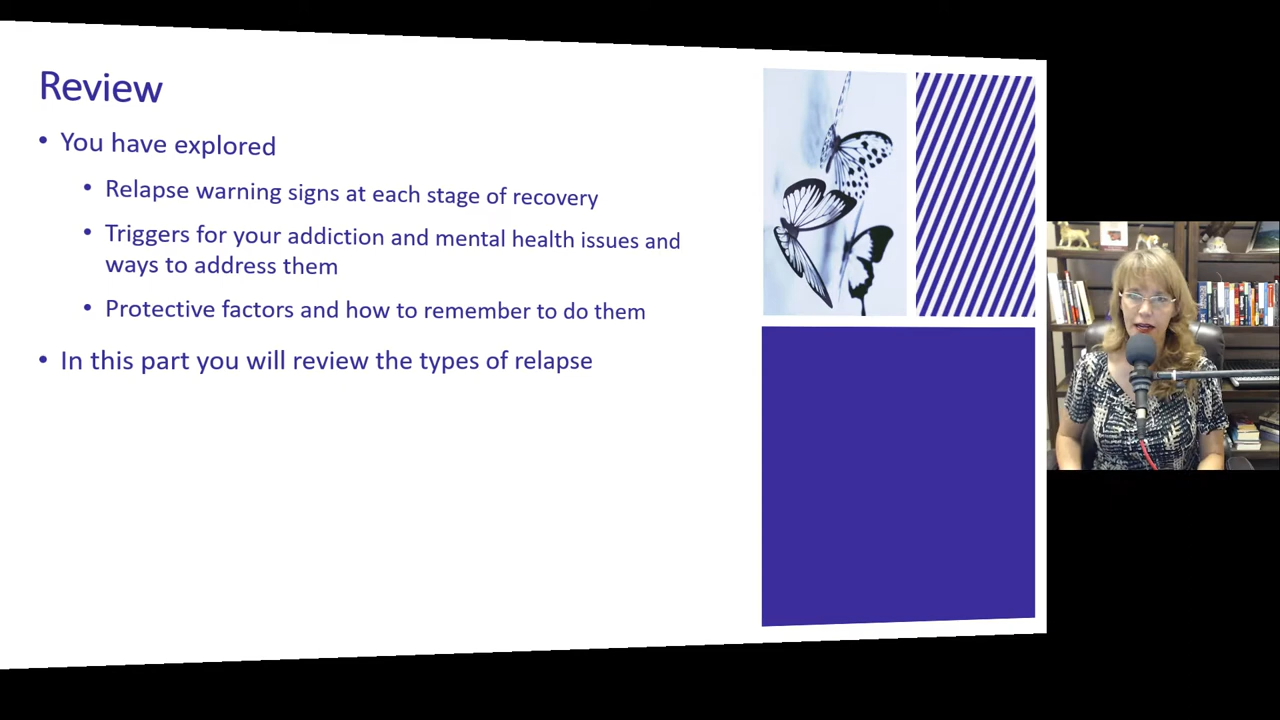 Review
• You have explored
• Relapse warning signs at each stage of recovery
• Triggers for your addiction and mental health issues and
ways to address them
• Protective factors and how to remember to do them
• In this part you will review the types of relapse